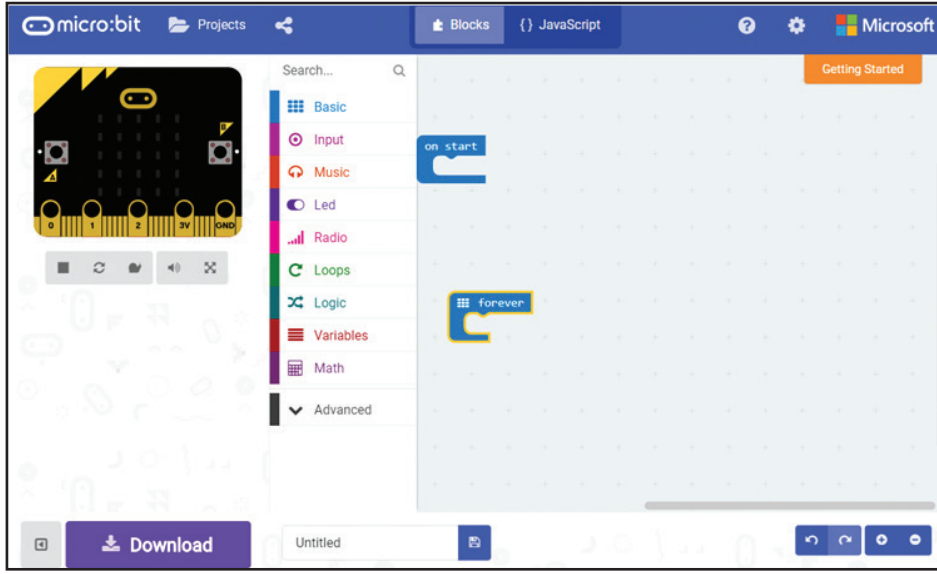 micro:bit
Projects
Blocks
{} JavaScript
Microsoft
Getting Started
B
A
0 1 2 3V GND
Search...
Basic
Input
Music
Led
Radio
Loops
Logic
Variables
Math
Advanced
on start
forever
Download
Untitled